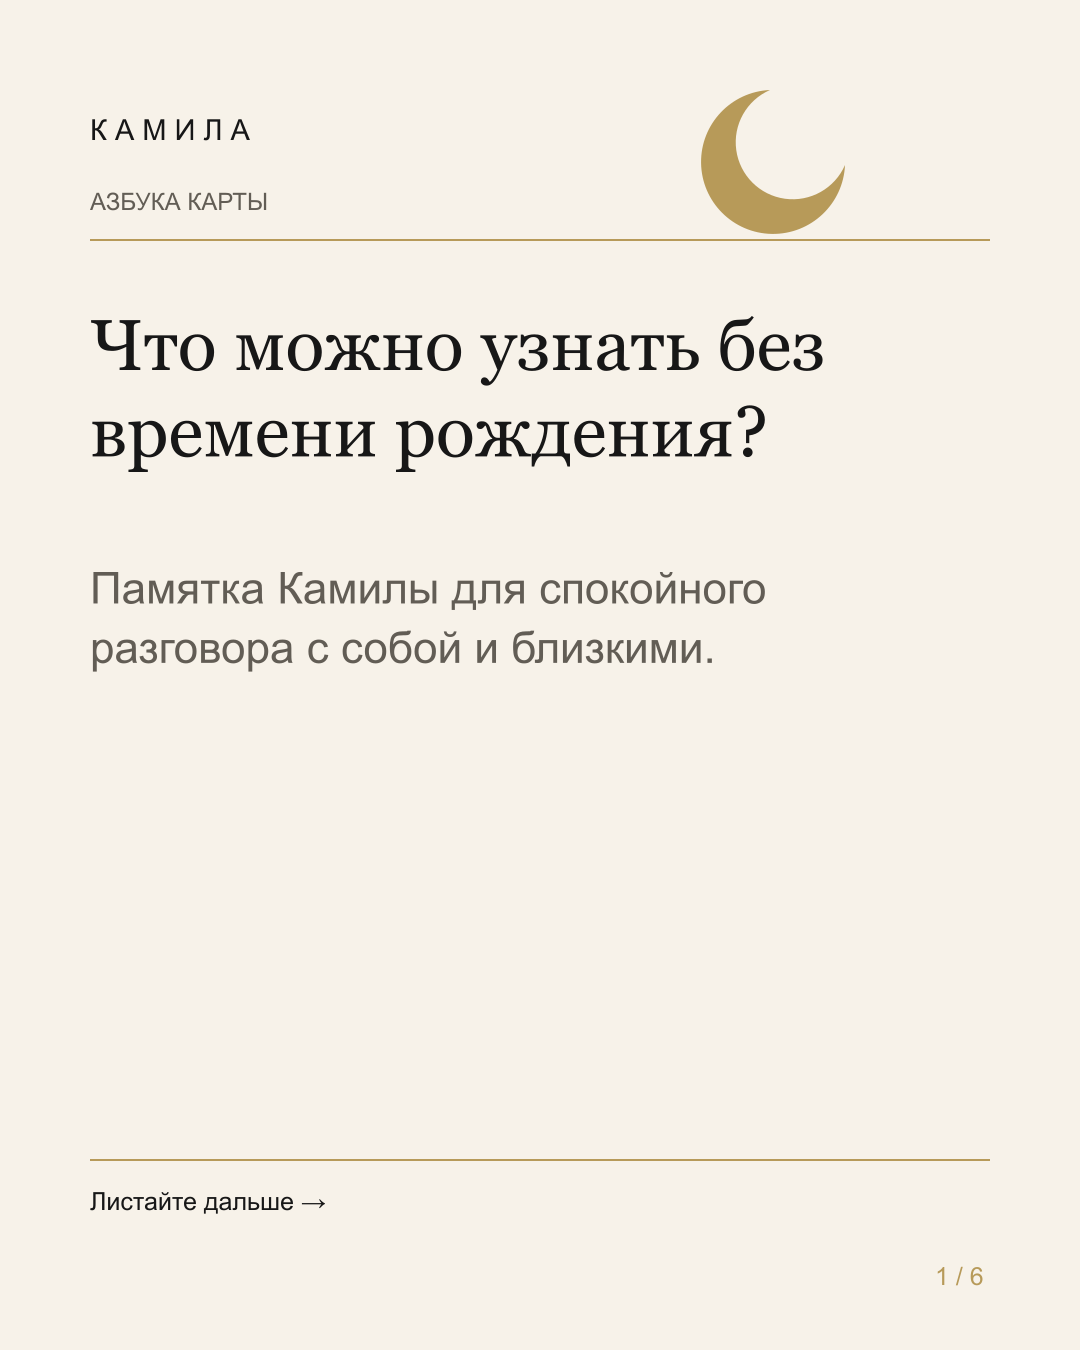 КАМИЛА
АЗБУКА КАРТЫ
Что можно узнать без
времени рождения?
Памятка Камилы для спокойного
разговора с собой и близкими.
Листайте дальше →
1 / 6